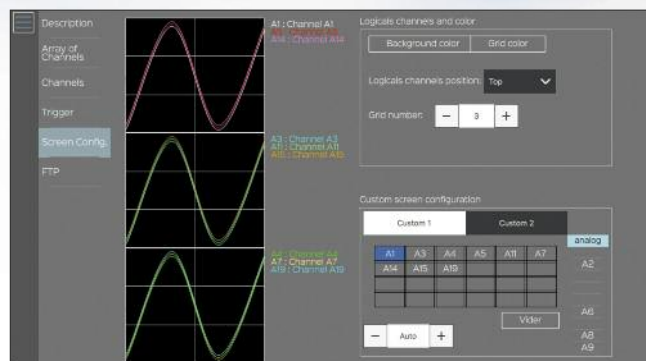 Description
Array of
Channels
Channels
Trigger
Screen Config.
FTP
A1 : Channel A1
A14 : Channel A14
A3 : Channel A3
A11 : Channel A11
A15 : Channel A15
A4 : Channel A4
A7 : Channel A7
A19 : Channel A19
Logicals channels and color
Background color
Grid color
Logicals channels position:
Top
Grid number:
-
3
+
Custom screen configuration
Custom 1
Custom 2
A1 A3 A4 A5 A11 A7
A14 A15 A19
Vider
-
Auto
+
analog
A2
A6
A8
A9